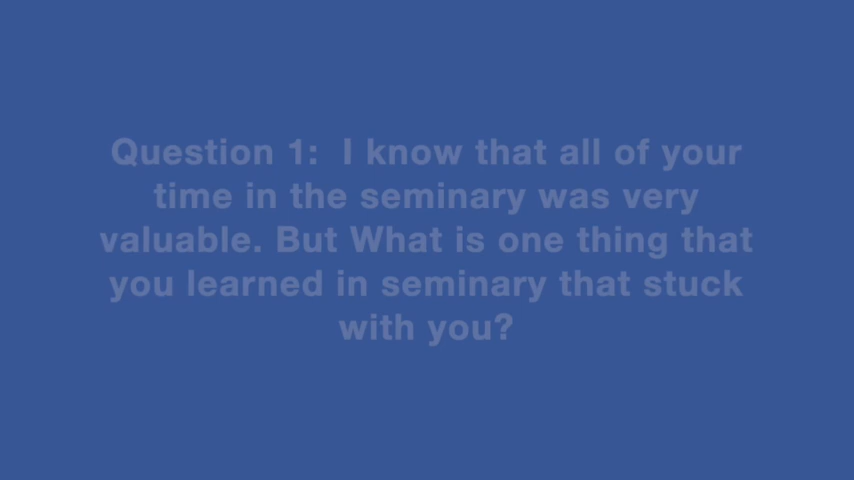 Question 1:  I know that all of your
time in the seminary was very
valuable. But What is one thing that
you learned in seminary that stuck
with you?